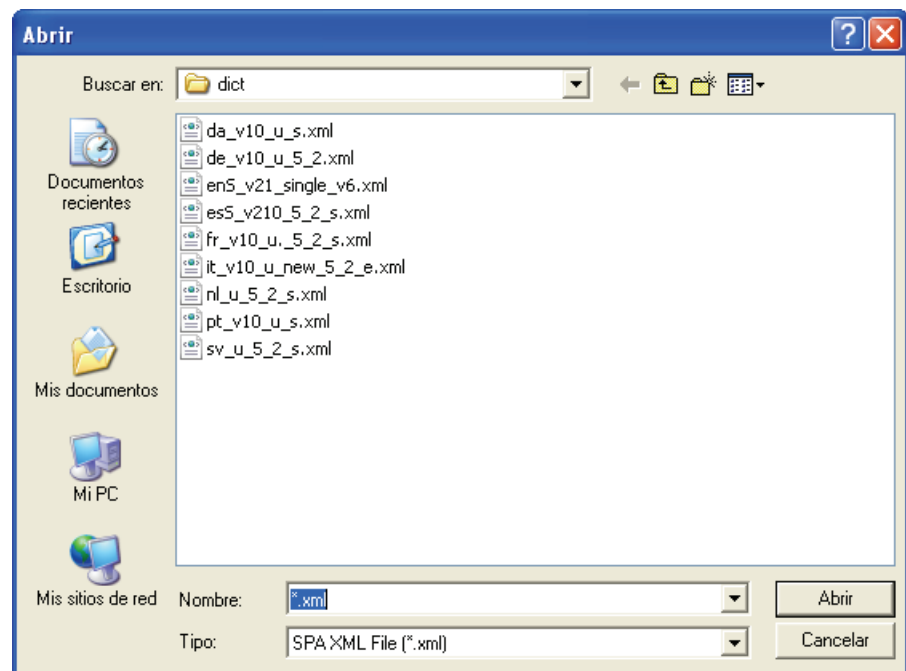 Abrir
Buscar en: dict
Documentos
recientes
Escritorio
Mis documentos
Mi PC
Mis sitios de red
da_v10_u_s.xml
de_v10_u_5_2.xml
en5_v21_single_v6.xml
es5_v210_5_2_s.xml
fr_v10_u._5_2_s.xml
it_v10_u_new_5_2_e.xml
nl_u_5_2_s.xml
pt_v10_u_s.xml
sv_u_5_2_s.xml
Nombre: *.xml Abrir
Tipo: SPA XML File (*.xml) Cancelar